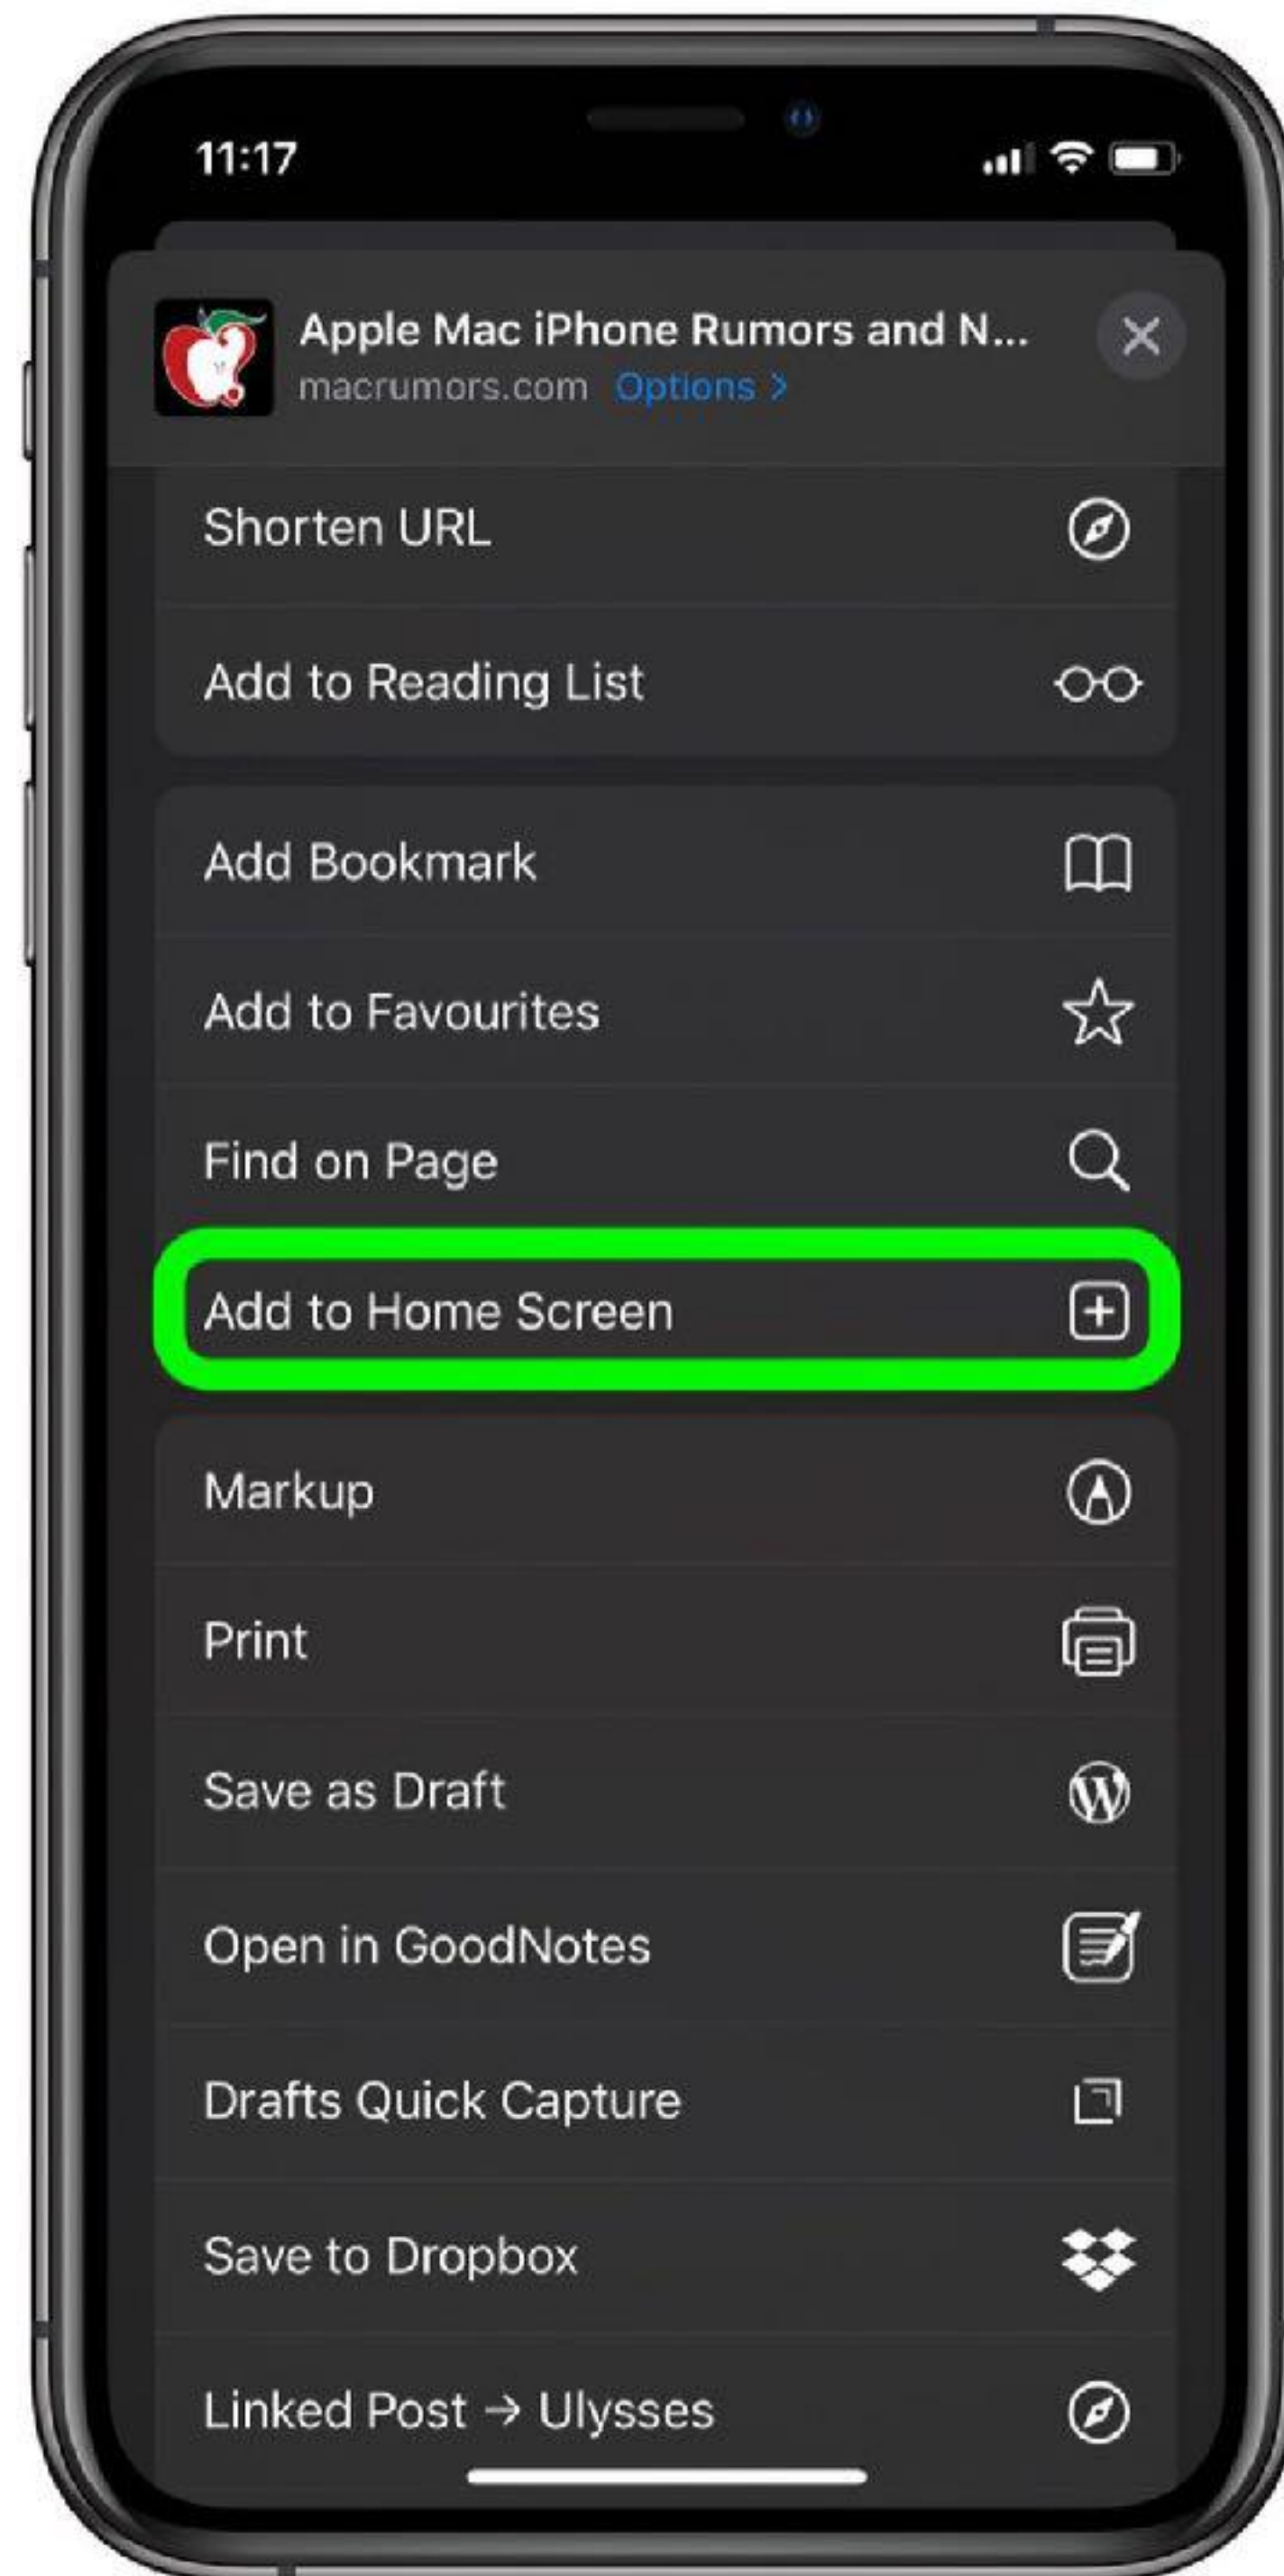 11:17
Apple Mac iPhone Rumors and N...
macrumors.com Options >
Shorten URL
Add to Reading List
Add Bookmark
Add to Favourites
Find on Page
Add to Home Screen
Markup
Print
Save as Draft
Open in GoodNotes
Drafts Quick Capture
Save to Dropbox
Linked Post → Ulysses